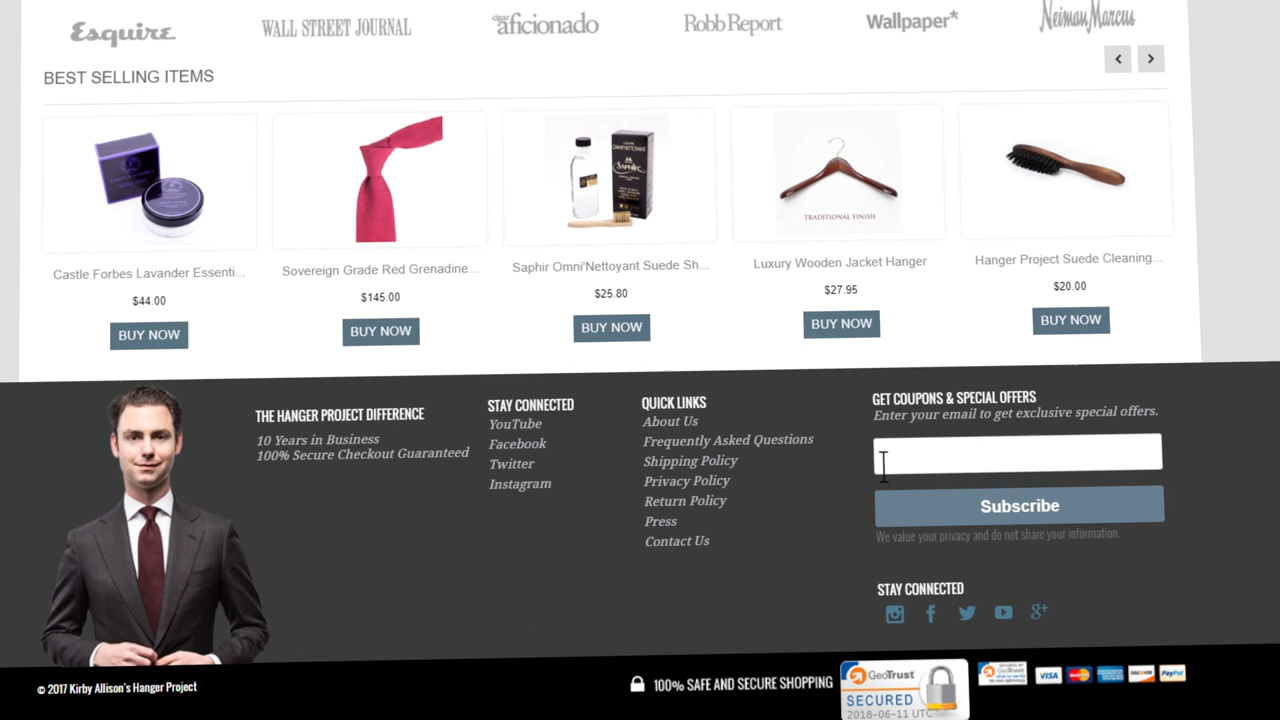 Esquire
WALL STREET JOURNAL
aficionado
Robb Report
Wallpaper*
Neiman Marcus
BEST SELLING ITEMS
TRADITIONAL FINISH
Castle Forbes Lavander Essenti...
Sovereign Grade Red Grenadine...
Saphir Omni'Nettoyant Suede Sh...
Luxury Wooden Jacket Hanger
Hanger Project Suede Cleaning...
$44.00
$145.00
$25.80
$27.95
$20.00
BUY NOW
BUY NOW
BUY NOW
BUY NOW
BUY NOW
THE HANGER PROJECT DIFFERENCE
10 Years in Business
100% Secure Checkout Guaranteed
STAY CONNECTED
YouTube
Facebook
Twitter
Instagram
QUICK LINKS
About Us
Frequently Asked Questions
Shipping Policy
Privacy Policy
Return Policy
Press
Contact Us
GET COUPONS & SPECIAL OFFERS
Enter your email to get exclusive special offers.
Subscribe
We value your privacy and do not share your information.
STAY CONNECTED
© 2017 Kirby Allison's Hanger Project
100% SAFE AND SECURE SHOPPING
GeoTrust
SECURED
2018-06-11 UTC
GeoTrust
VISA
MasterCard
DISCOVER
PayPal